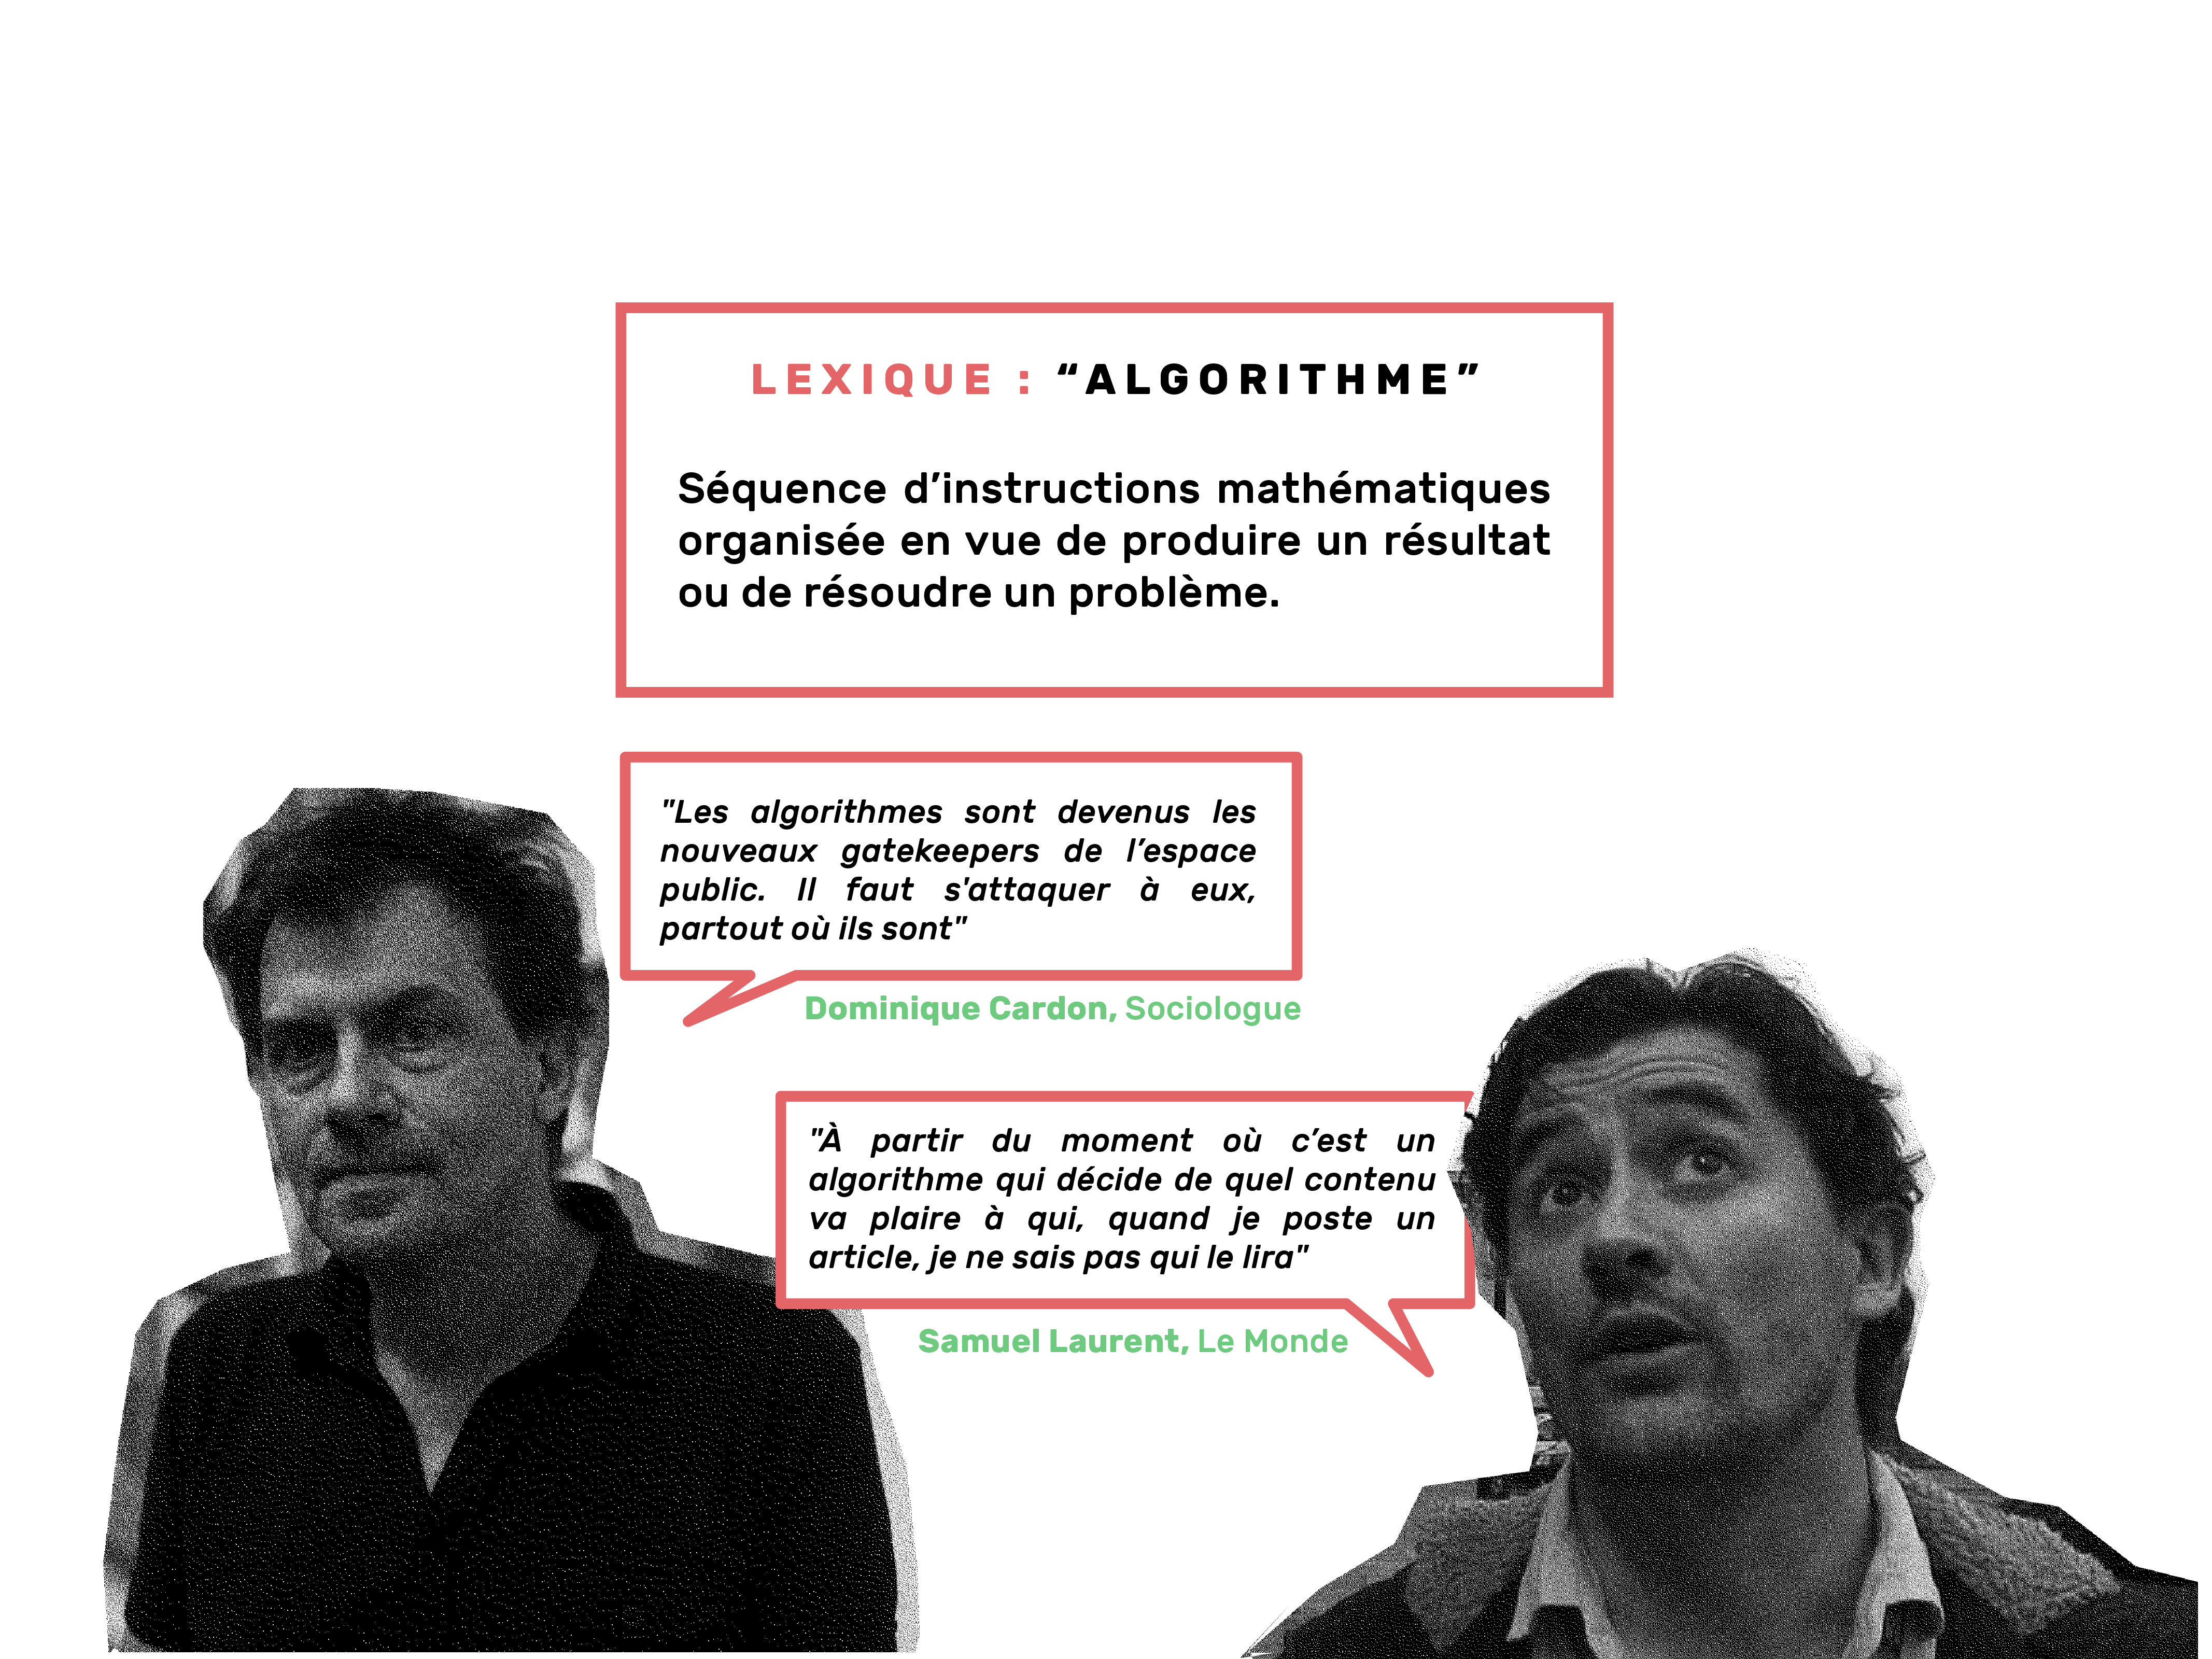 LEXIQUE : “ALGORITHME”
Séquence d’instructions mathématiques
organisée en vue de produire un résultat
ou de résoudre un problème.
"Les algorithmes sont devenus les
nouveaux gatekeepers de l’espace
public. Il faut s'attaquer à eux,
partout où ils sont"
Dominique Cardon, Sociologue
"À partir du moment où c’est un
algorithme qui décide de quel contenu
va plaire à qui, quand je poste un
article, je ne sais pas qui le lira"
Samuel Laurent, Le Monde